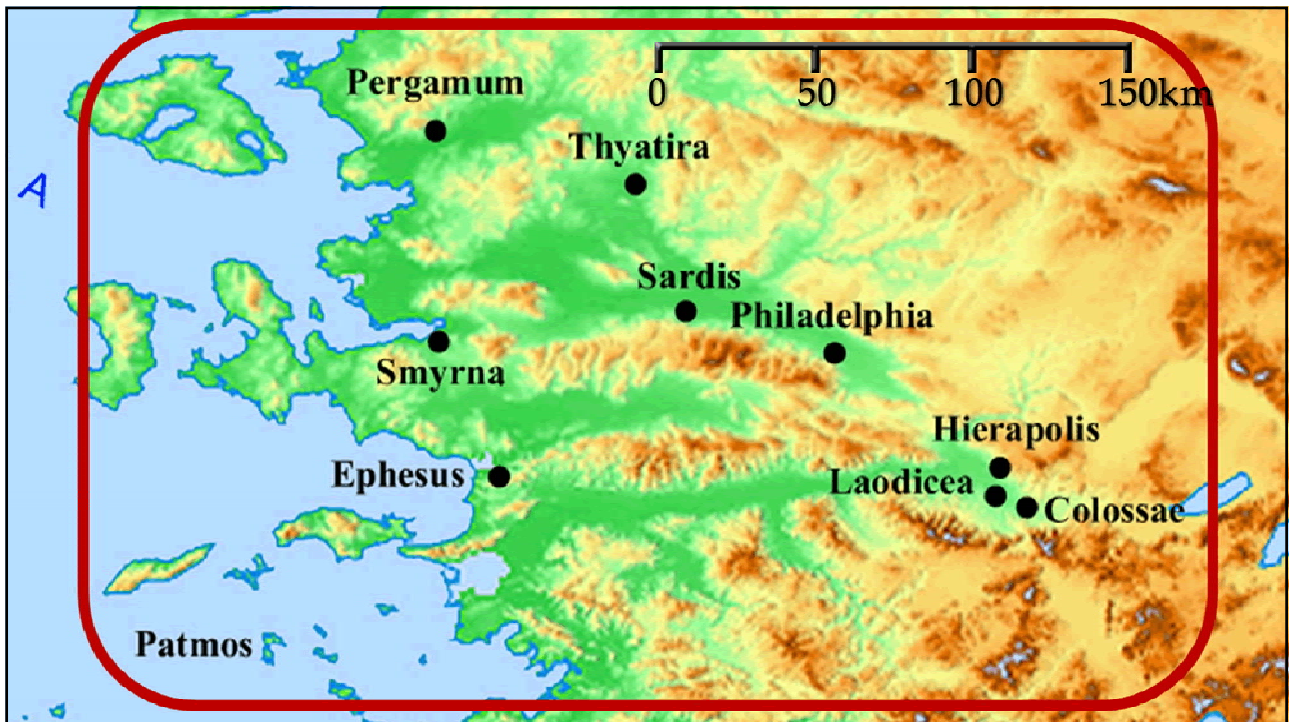 Pergamum
0 50 100 150km
Thyatira
A
Sardis
Philadelphia
Smyrna
Hierapolis
Ephesus
Laodicea
Colossae
Patmos